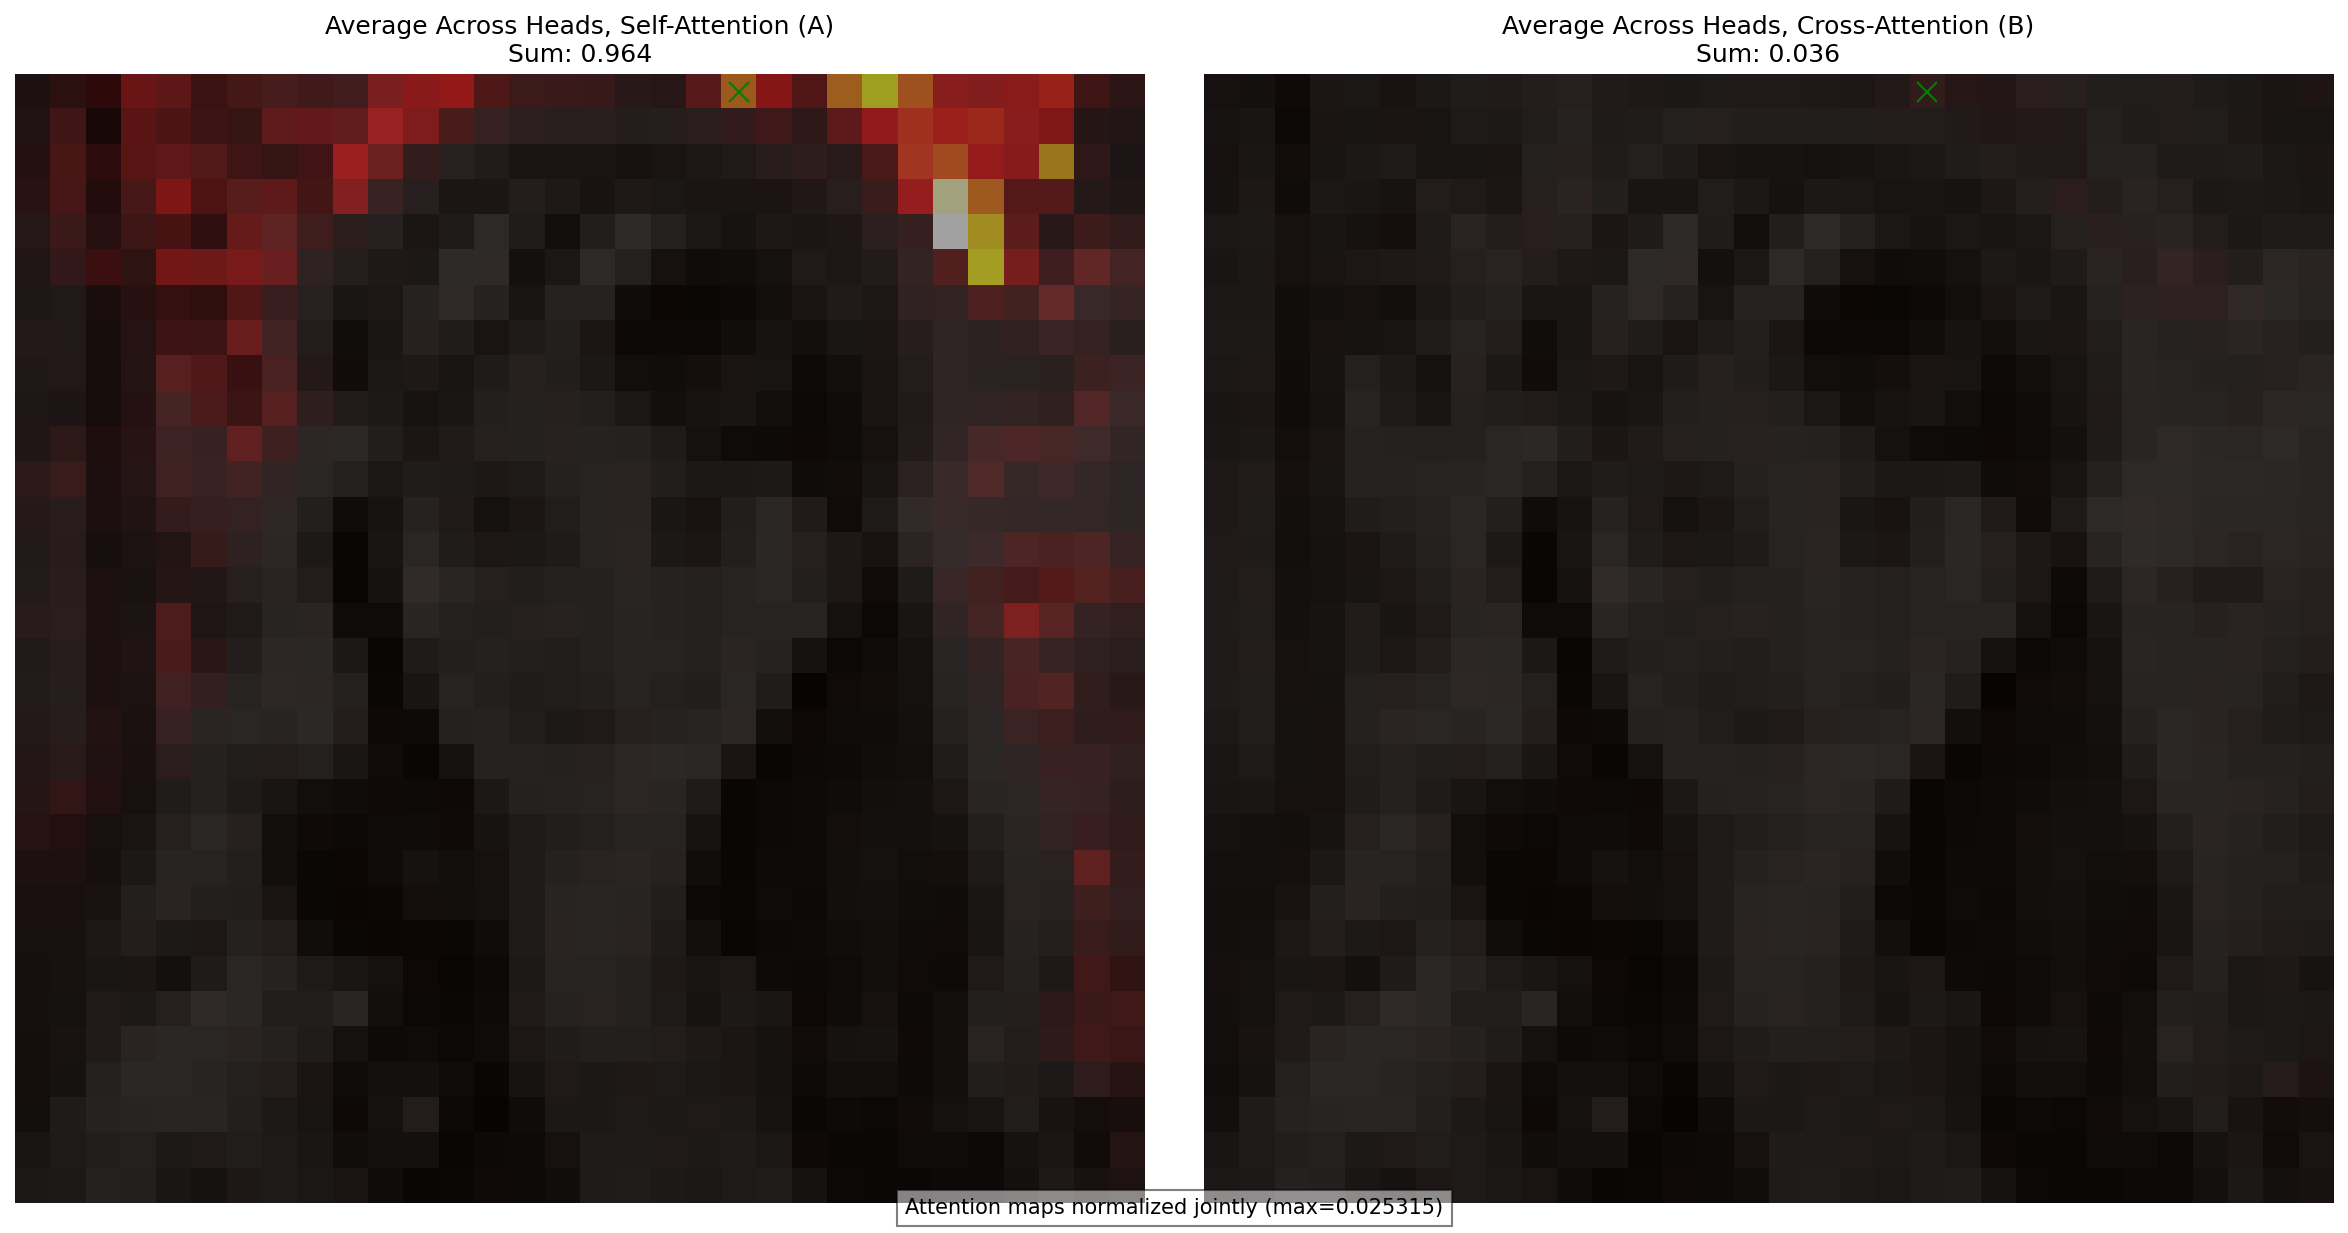 Average Across Heads, Self-Attention (A)
Sum: 0.964
Average Across Heads, Cross-Attention (B)
Sum: 0.036
Attention maps normalized jointly (max=0.025315)